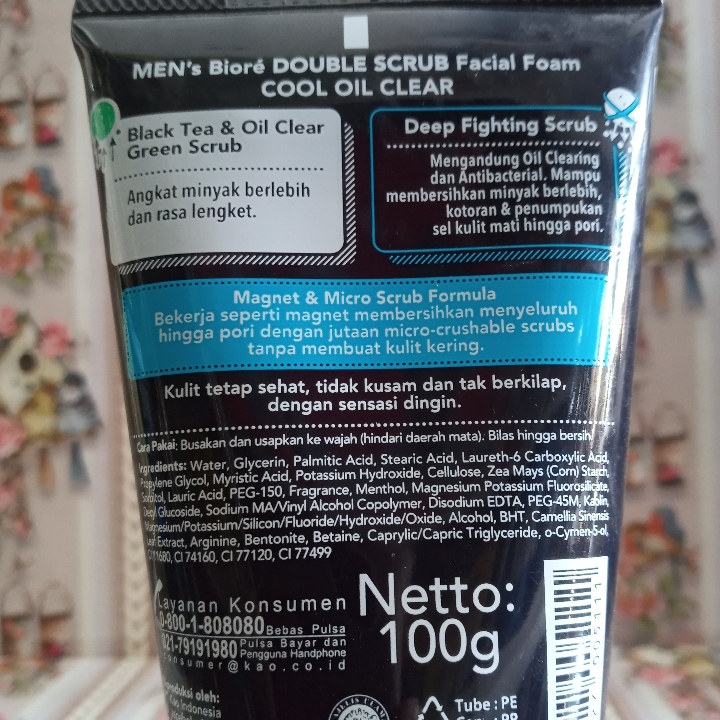 MEN's Bioré DOUBLE SCRUB Facial Foam
COOL OIL CLEAR
Black Tea & Oil Clear
Green Scrub
Angkat minyak berlebih
dan rasa lengket.
Deep Fighting Scrub
Mengandung Oil Clearing
dan Antibacterial. Mampu
membersihkan minyak berlebih,
kotoran & penumpukan
sel kulit mati hingga pori.
Magnet & Micro Scrub Formula
Bekerja seperti magnet membersihkan menyeluruh
hingga pori dengan jutaan micro-crushable scrubs
tanpa membuat kulit kering.
Kulit tetap sehat, tidak kusam dan tak berkilap,
dengan sensasi dingin.
Cara Pakai: Busakan dan usapkan ke wajah (hindari daerah mata). Bilas hingga bersih.
Ingredients: Water, Glycerin, Palmitic Acid, Stearic Acid, Laureth-6 Carboxylic Acid,
Propylene Glycol, Myristic Acid, Potassium Hydroxide, Cellulose, Zea Mays (Corn) Starch,
Sorbitol, Lauric Acid, PEG-150, Fragrance, Menthol, Magnesium Potassium Fluorosilicate,
Decyl Glucoside, Sodium MA/Vinyl Alcohol Copolymer, Disodium EDTA, PEG-45M, Kaolin,
Magnesium/Potassium/Silicon/Fluoride/Hydroxide/Oxide, Alcohol, BHT, Camellia Sinensis
Leaf Extract, Arginine, Bentonite, Betaine, Caprylic/Capric Triglyceride, o-Cymen-5-ol,
CI 11680, CI 74160, CI 77120, CI 77499
Layanan Konsumen
0-800-1-808080 Bebas Pulsa
021-79191980 Pulsa Bayar dan
Pengguna Handphone
konsumer@kao.co.id
Netto:
100g
Diproduksi oleh:
Kao Indonesia
Tube : PE